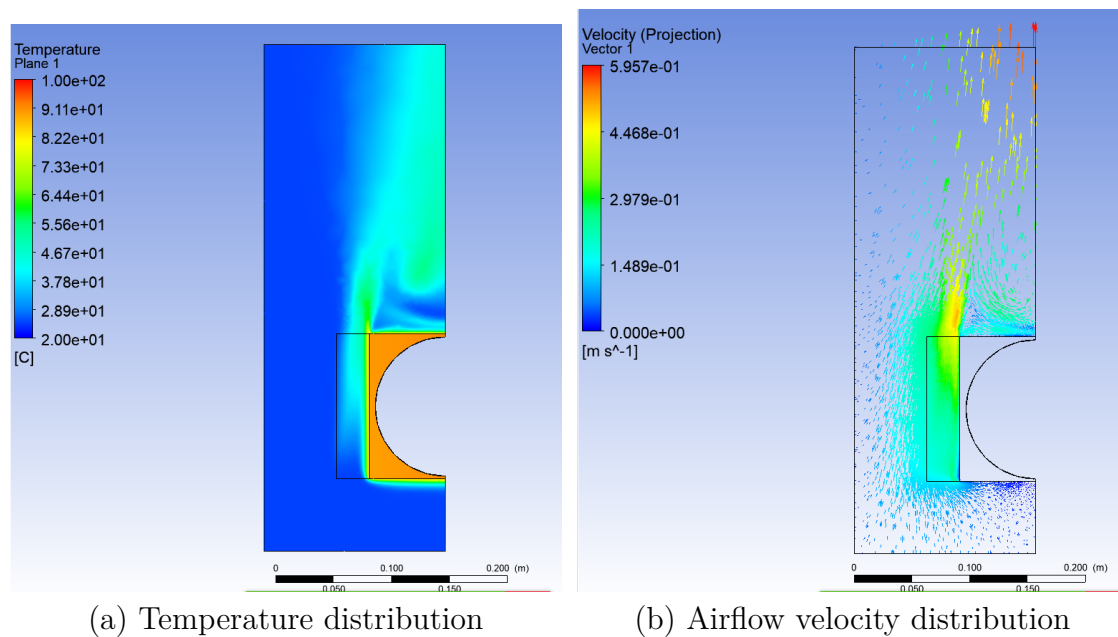 Temperature
Plane 1
1.00e+02
9.11e+01
8.22e+01
7.33e+01
6.44e+01
5.56e+01
4.67e+01
3.78e+01
2.89e+01
2.00e+01
[C]
0 0.100 0.200 (m)
0.050 0.150
(a) Temperature distribution
Velocity (Projection)
Vector 1
5.957e-01
4.468e-01
2.979e-01
1.489e-01
0.000e+00
[m s^-1]
0 0.100 0.200 (m)
0.050 0.150
(b) Airflow velocity distribution